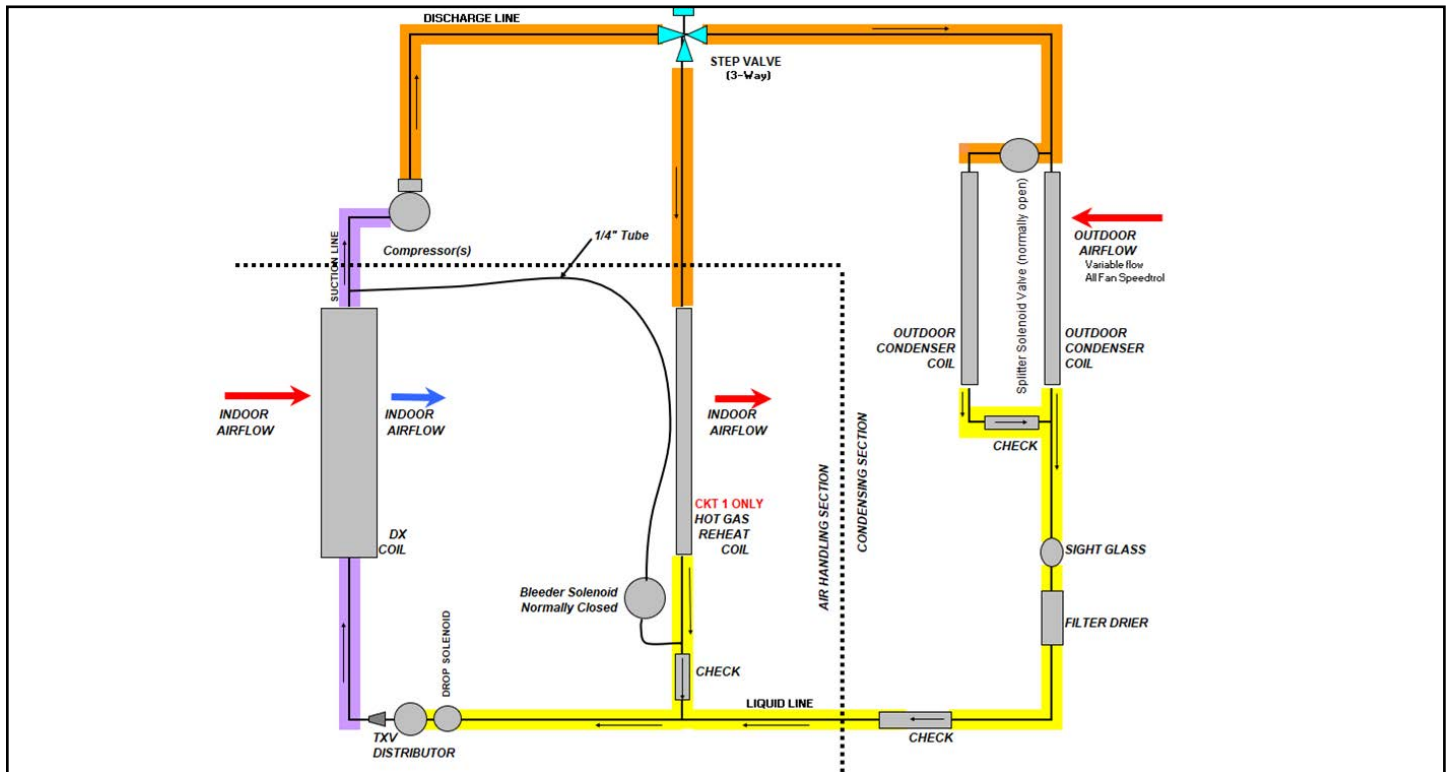 DISCHARGE LINE
STEP VALVE
(3-Way)
SUCTION LINE
Compressor(s)
1/4" Tube
Splitter Solenoid Valve (normally open)
OUTDOOR
AIRFLOW
Variable flow
All Fan Speedtrol
OUTDOOR
CONDENSER
COIL
OUTDOOR
CONDENSER
COIL
INDOOR
AIRFLOW
INDOOR
AIRFLOW
INDOOR
AIRFLOW
CHECK
AIR HANDLING SECTION
CONDENSING SECTION
CKT 1 ONLY
HOT GAS
REHEAT
COIL
DX
COIL
SIGHT GLASS
Bleeder Solenoid
Normally Closed
FILTER DRIER
DROP SOLENOID
CHECK
LIQUID LINE
TXV
DISTRIBUTOR
CHECK